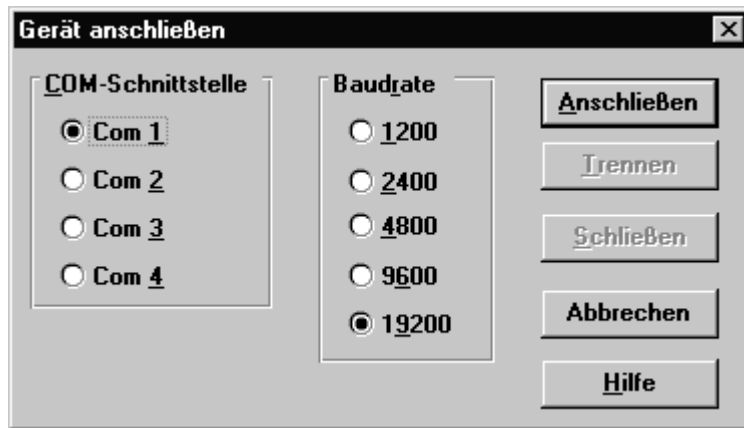 Gerät anschließen
COM-Schnittstelle
Com 1
Com 2
Com 3
Com 4
Baudrate
1200
2400
4800
9600
19200
Anschließen
Trennen
Schließen
Abbrechen
Hilfe